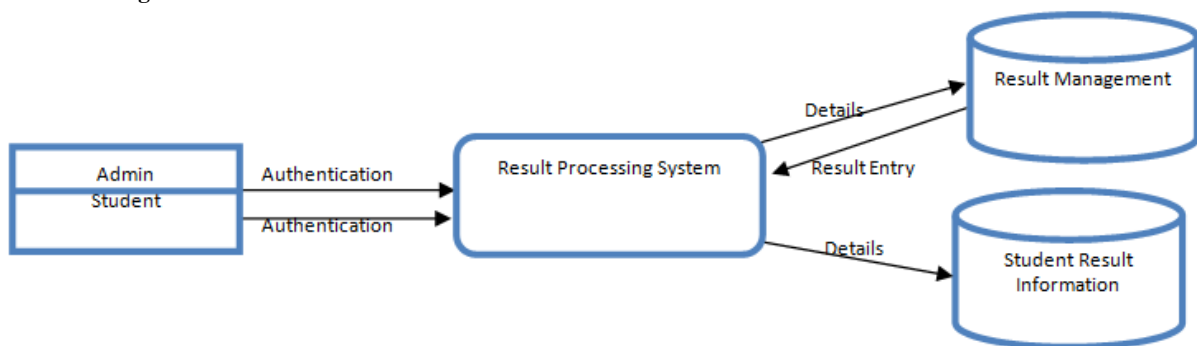 Result Management
Details
Admin
Authentication
Result Processing System
Result Entry
Student
Authentication
Details
Student Result
Information